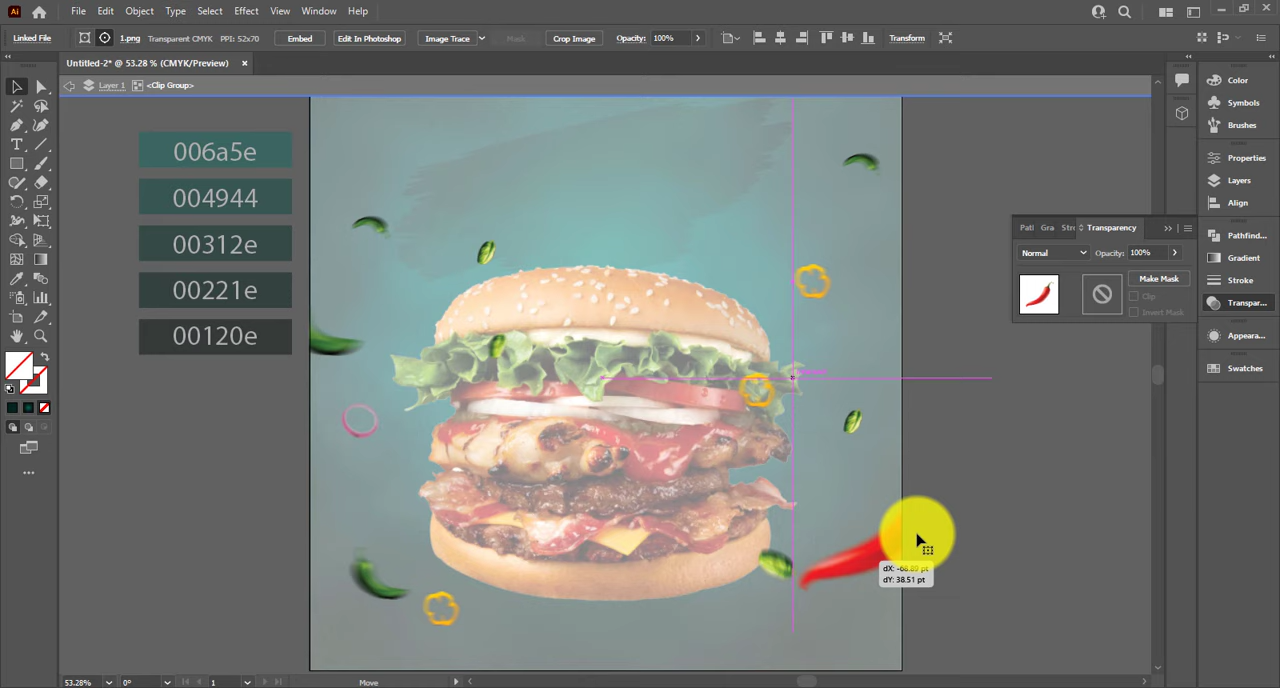 Ai File Edit Object Type Select Effect View Window Help
Linked File 1.png Transparent CMYK PPI: 52x70 Embed Edit In Photoshop Image Trace Mask Crop Image Opacity: 100% Transform
Untitled-2* @ 53.28 % (CMYK/Preview) ×
Layer 1 <Clip Group>
006a5e
004944
00312e
00221e
00120e
Color
Symbols
Brushes
Properties
Layers
Align
Pathfind...
Gradient
Stroke
Transpar...
Appeara...
Swatches
Patl Gra Str Transparency
Normal Opacity: 100%
Make Mask
Clip
Invert Mask
dX: -68.89 pt
dY: 38.51 pt
53.28% 0° 1 Move